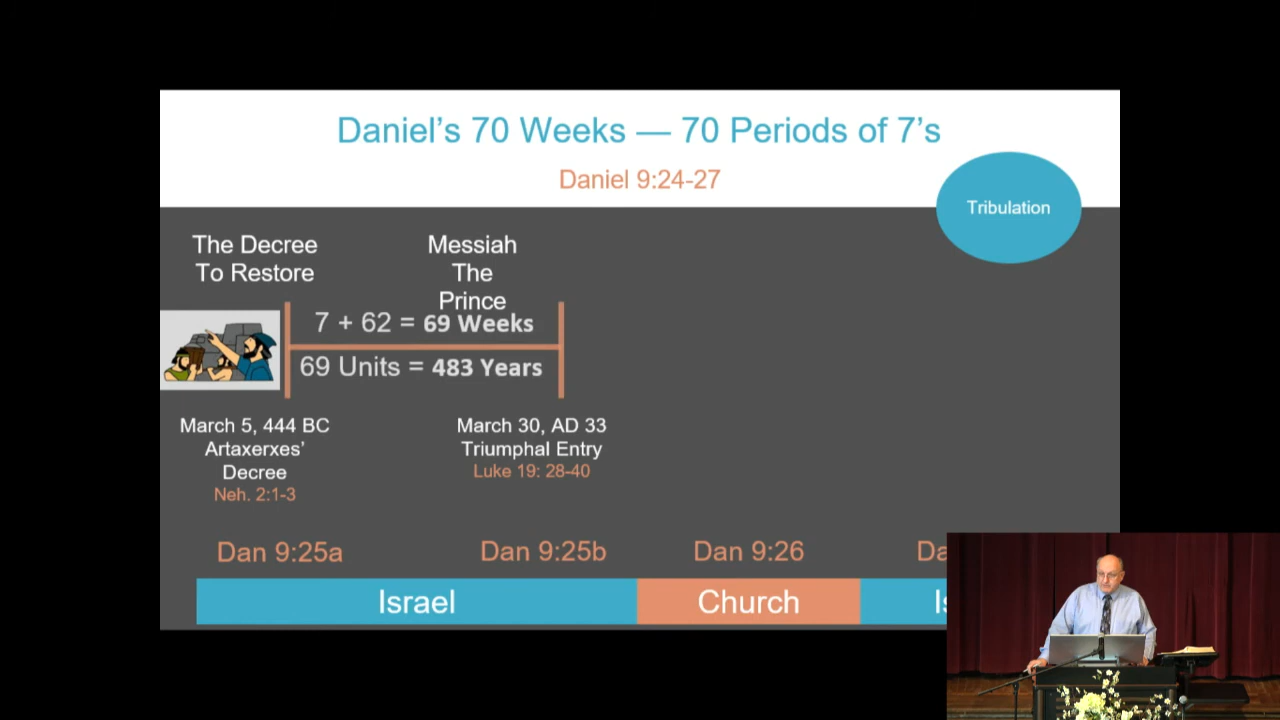 Daniel’s 70 Weeks — 70 Periods of 7’s
Daniel 9:24-27
Tribulation
The Decree
To Restore
Messiah
The
Prince
7 + 62 = 69 Weeks
69 Units = 483 Years
March 5, 444 BC
Artaxerxes’
Decree
Neh. 2:1-3
March 30, AD 33
Triumphal Entry
Luke 19: 28-40
Dan 9:25a
Dan 9:25b
Dan 9:26
Israel
Church